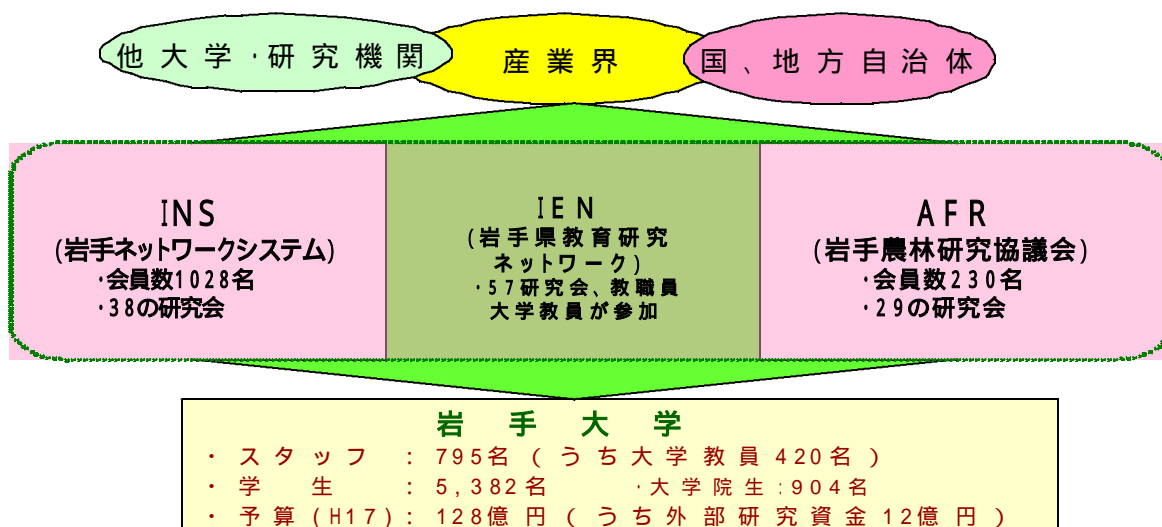 他大学・研究機関
産業界
国、地方自治体
INS
(岩手ネットワークシステム)
・会員数1028名
・38の研究会
IEN
(岩手県教育研究
ネットワーク)
・57研究会、教職員
大学教員が参加
AFR
(岩手農林研究協議会)
・会員数230名
・29の研究会
岩手大学
・スタッフ : 795名(うち大学教員420名)
・学 生 : 5,382名 ・大学院生:904名
・予算(H17): 128億円(うち外部研究資金12億円)